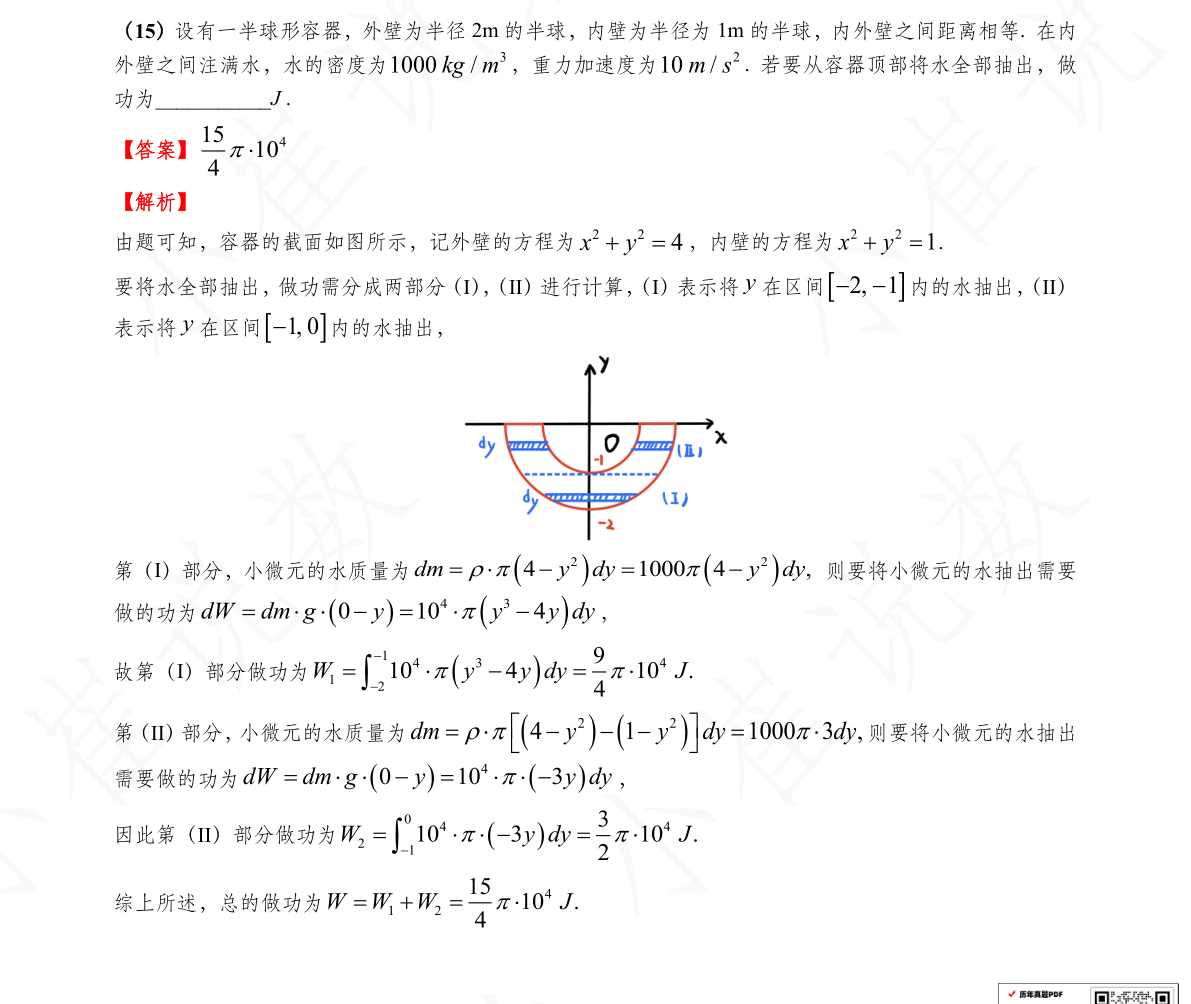 （15）设有一半球形容器，外壁为半径 2m 的半球，内壁为半径为 1m 的半球，内外壁之间距离相等. 在内
外壁之间注满水，水的密度为1000 kg / m³，重力加速度为10 m / s². 若要从容器顶部将水全部抽出，做
功为___________J.
【答案】15/4 π·10⁴
【解析】
由题可知，容器的截面如图所示，记外壁的方程为 x² + y² = 4，内壁的方程为 x² + y² = 1.
要将水全部抽出，做功需分成两部分（I），（II）进行计算，（I）表示将 y 在区间[−2, −1]内的水抽出，（II）
表示将 y 在区间[−1, 0]内的水抽出，
y
dy
O
x
(Ⅱ)
-1
dy
(I)
-2
第（I）部分，小微元的水质量为 dm = ρ·π(4 − y²)dy = 1000π(4 − y²)dy, 则要将小微元的水抽出需要
做的功为 dW = dm·g·(0 − y) = 10⁴·π(y³ − 4y)dy，
故第（I）部分做功为 W₁ = ∫₋₂⁻¹ 10⁴·π(y³ − 4y)dy = 9/4 π·10⁴ J.
第（II）部分，小微元的水质量为 dm = ρ·π[(4 − y²) − (1 − y²)]dy = 1000π·3dy, 则要将小微元的水抽出
需要做的功为 dW = dm·g·(0 − y) = 10⁴·π·(−3y)dy，
因此第（II）部分做功为 W₂ = ∫₋₁⁰ 10⁴·π·(−3y)dy = 3/2 π·10⁴ J.
综上所述，总的做功为 W = W₁ + W₂ = 15/4 π·10⁴ J.
历年真题PDF
小崔说数